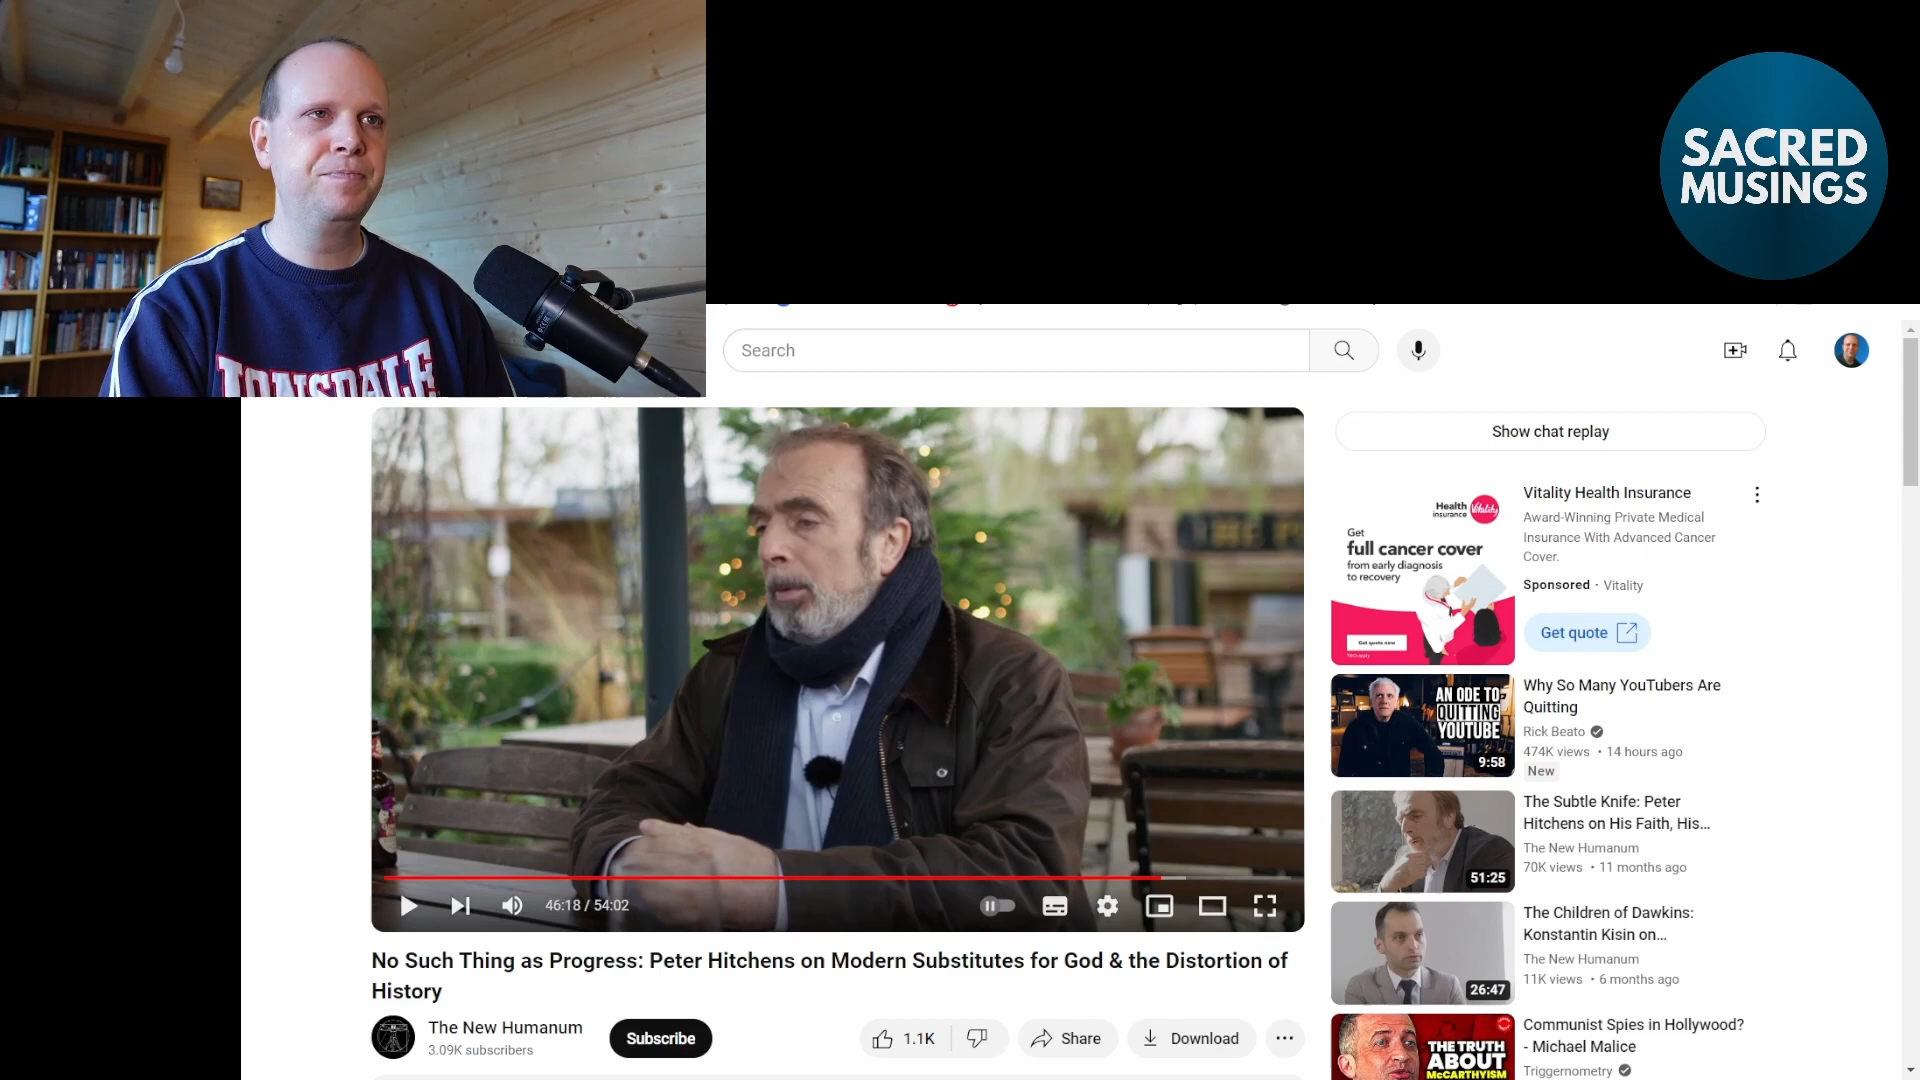 SACRED
MUSINGS
LONSDALE
Search
Show chat replay
46:18 / 54:02
No Such Thing as Progress: Peter Hitchens on Modern Substitutes for God & the Distortion of
History
The New Humanum
3.09K subscribers
Subscribe
1.1K
Share
Download
Health
insurance
Vitality
Get
full cancer cover
from early diagnosis
to recovery
Get quote now
Vitality Health Insurance
Award-Winning Private Medical
Insurance With Advanced Cancer
Cover.
Sponsored · Vitality
Get quote
AN ODE TO
QUITTING
YOUTUBE
9:58
Why So Many YouTubers Are
Quitting
Rick Beato
474K views • 14 hours ago
New
51:25
The Subtle Knife: Peter
Hitchens on His Faith, His...
The New Humanum
70K views • 11 months ago
26:47
The Children of Dawkins:
Konstantin Kisin on...
The New Humanum
11K views • 6 months ago
THE TRUTH
ABOUT
McCARTHYISM
Communist Spies in Hollywood?
- Michael Malice
Triggernometry